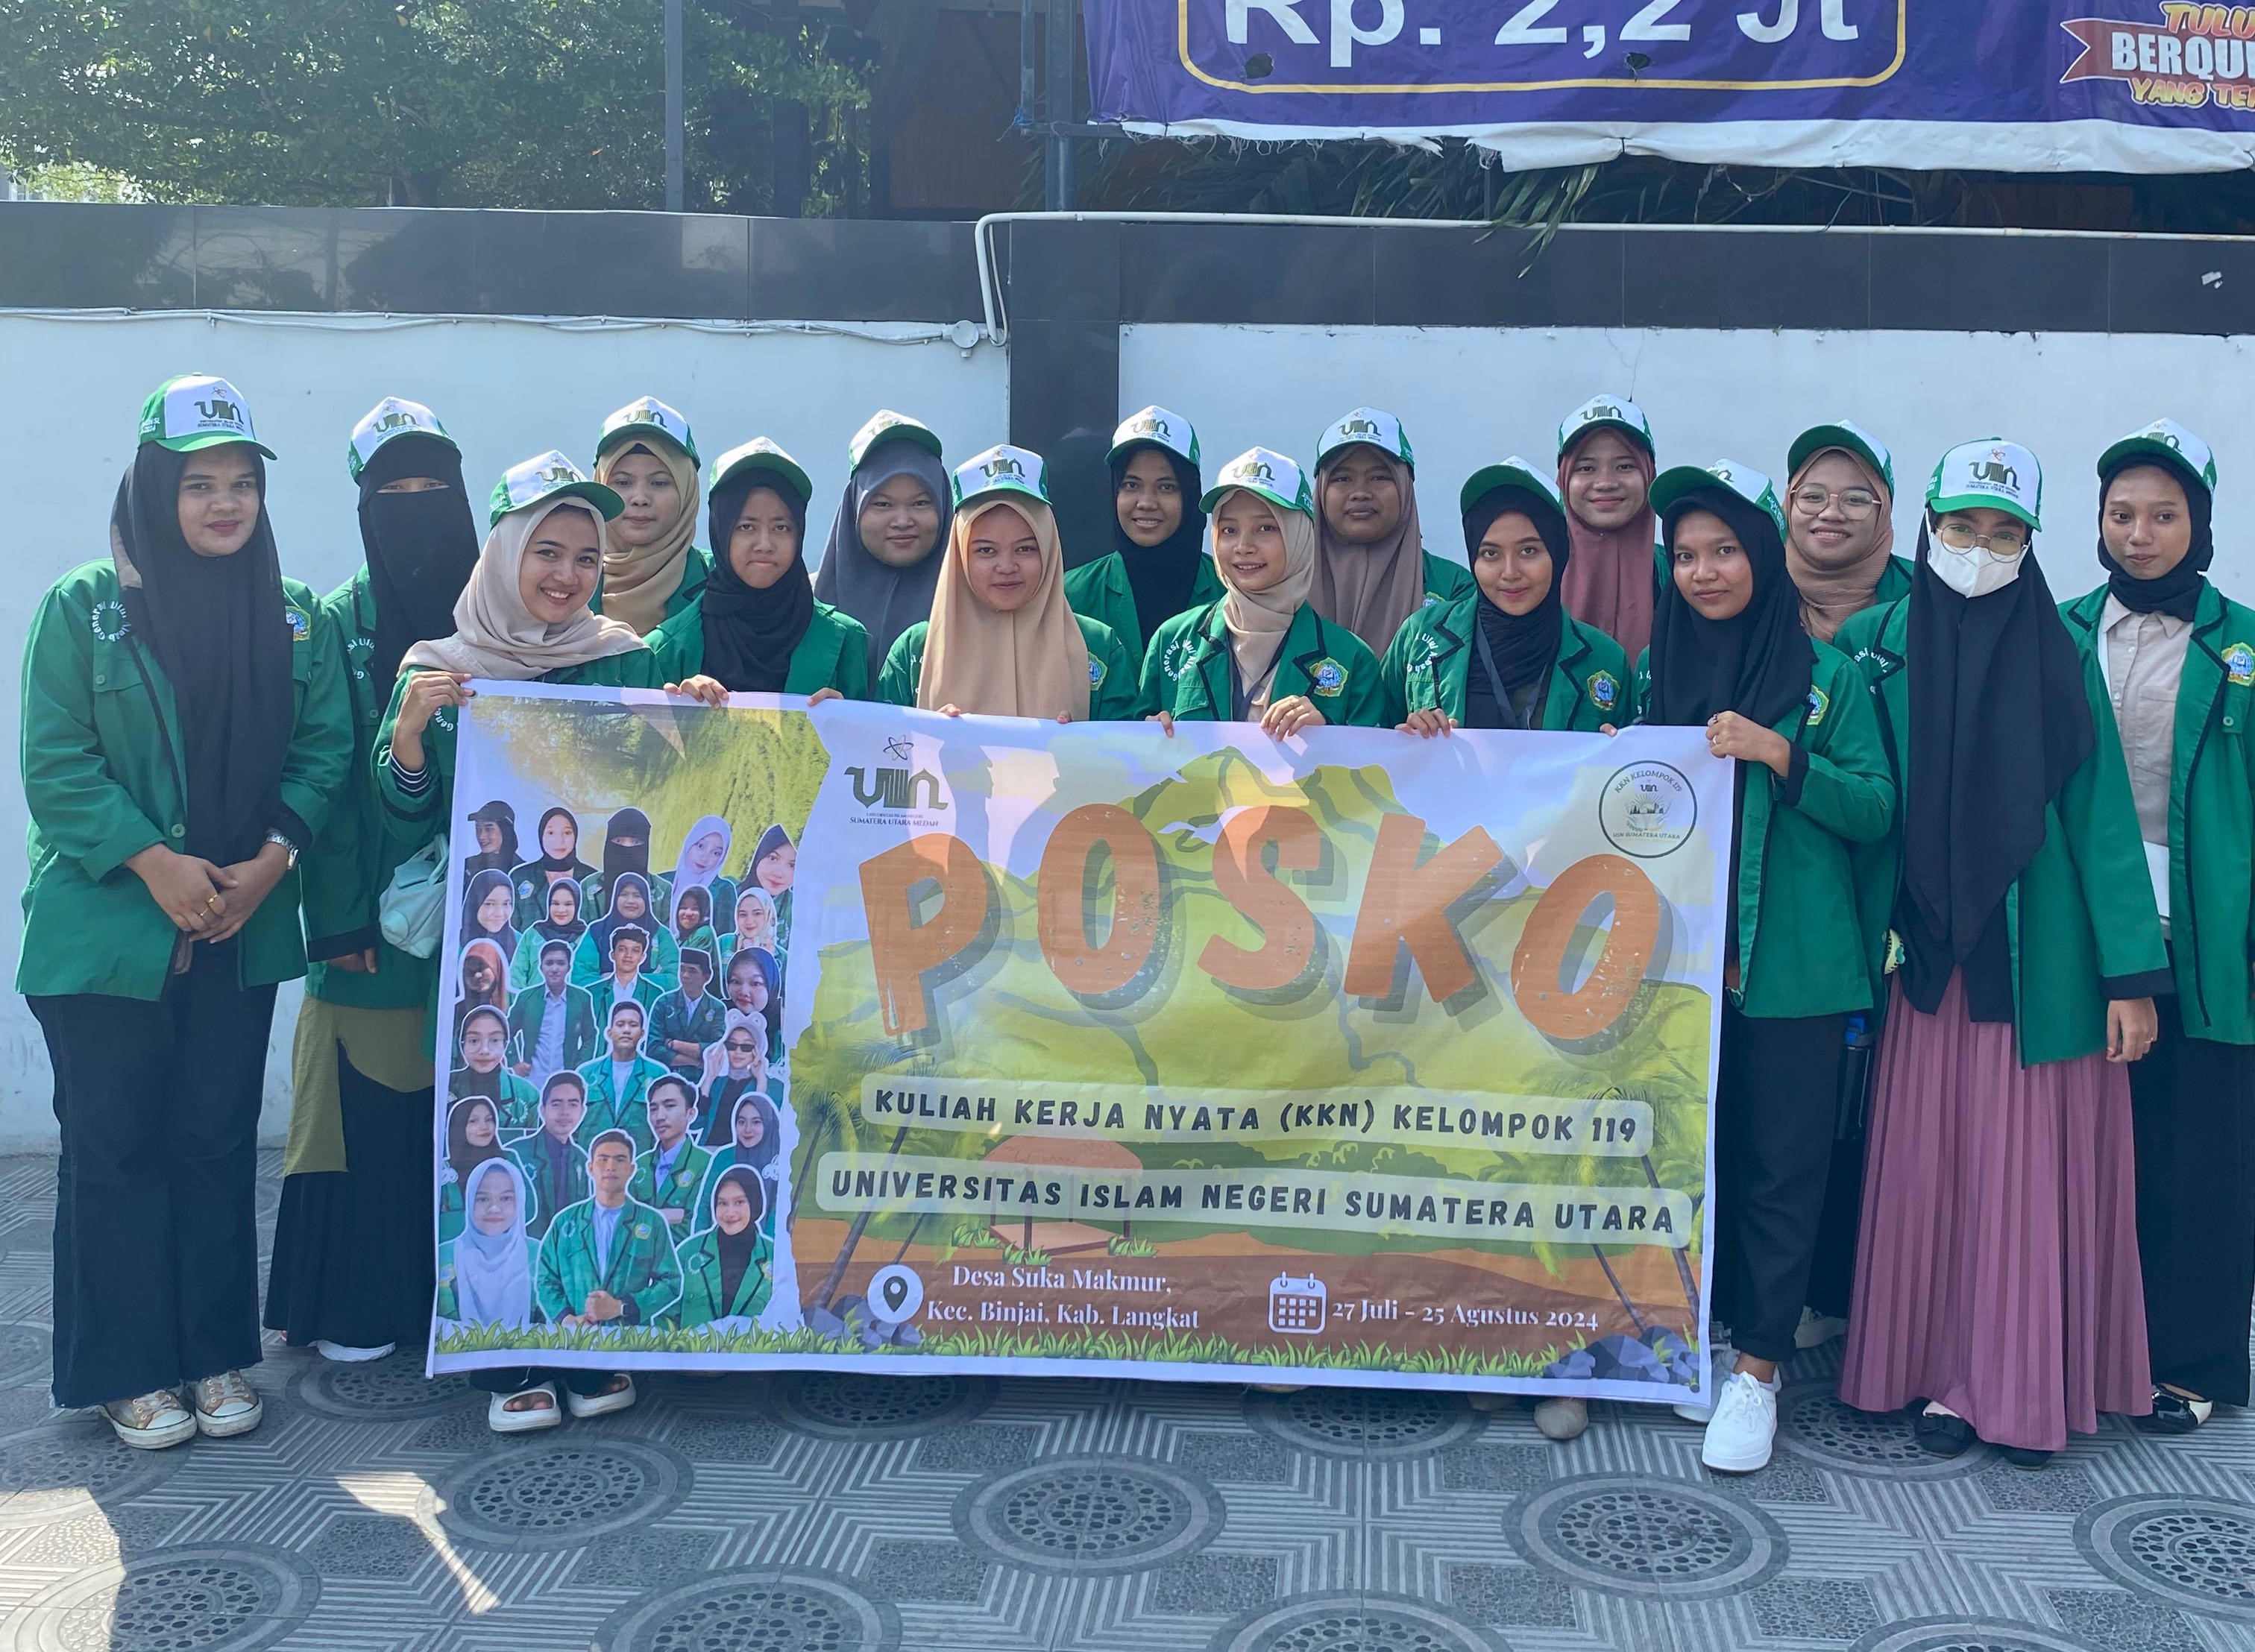 Rp. 2,2 Jt
BERQU
YANG TE
UIN
SUMATERA UTARA MEDAN
KKN KELOMPOK 119
UIN SUMATERA UTARA
POSKO
KULIAH KERJA NYATA (KKN) KELOMPOK 119
UNIVERSITAS ISLAM NEGERI SUMATERA UTARA
Desa Suka Makmur,
Kec. Binjai, Kab. Langkat
27 Juli - 25 Agustus 2024